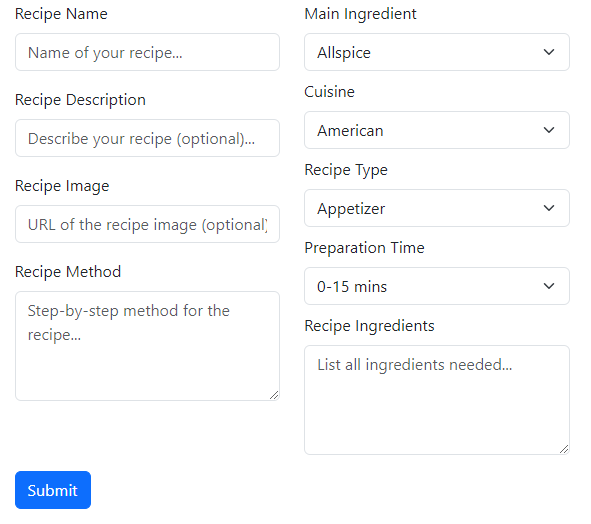 Recipe Name
Name of your recipe...
Recipe Description
Describe your recipe (optional)...
Recipe Image
URL of the recipe image (optional)
Recipe Method
Step-by-step method for the
recipe...
Main Ingredient
Allspice
Cuisine
American
Recipe Type
Appetizer
Preparation Time
0-15 mins
Recipe Ingredients
List all ingredients needed...
Submit